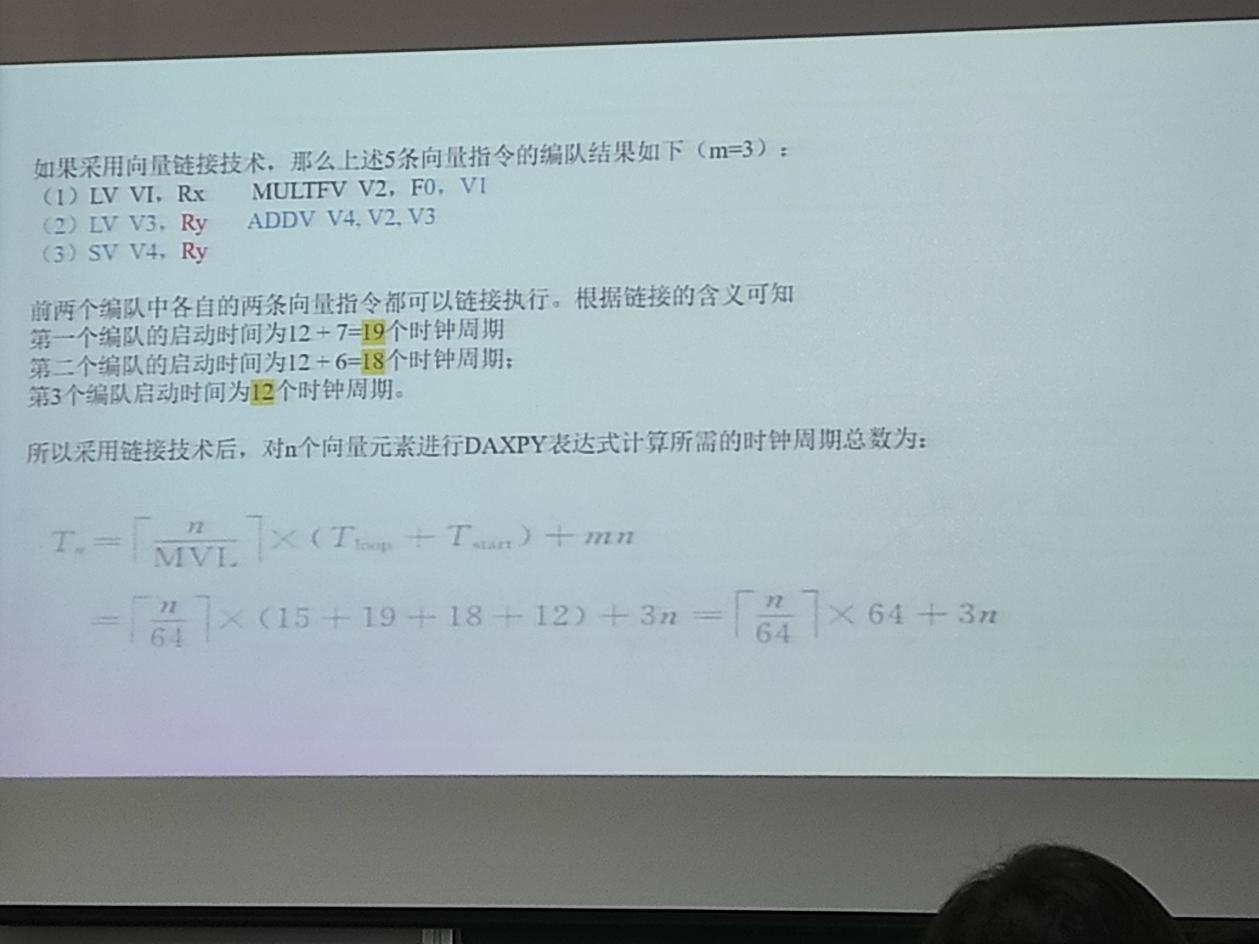 如果采用向量链接技术，那么上述5条向量指令的编队结果如下（m=3）：
（1）LV VI，Rx MULTFV V2，F0，V1
（2）LV V3，Ry ADDV V4, V2, V3
（3）SV V4，Ry
前两个编队中各自的两条向量指令都可以链接执行。根据链接的含义可知
第一个编队的启动时间为12 + 7=19个时钟周期
第二个编队的启动时间为12 + 6=18个时钟周期；
第3个编队启动时间为12个时钟周期。
所以采用链接技术后，对n个向量元素进行DAXPY表达式计算所需的时钟周期总数为：
Tn = ⌈n/MVL⌉ × (Tloop + Tstart) + mn
= ⌈n/64⌉ × (15 + 19 + 18 + 12) + 3n = ⌈n/64⌉ × 64 + 3n